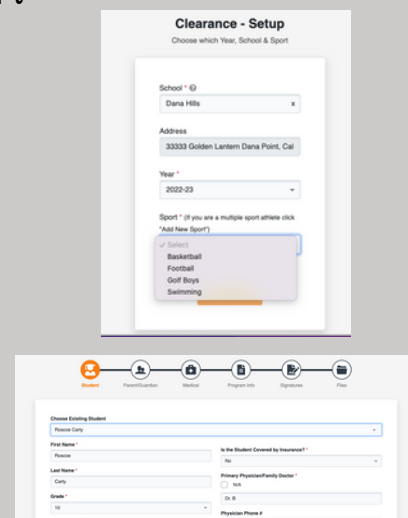 Clearance - Setup
Choose which Year, School & Sport
School *
Dana Hills x
Address
33333 Golden Lantern Dana Point, Cal
Year *
2022-23
Sport * (If you are a multiple sport athlete click
"Add New Sport")
✓ Select
Basketball
Football
Golf Boys
Swimming
Student Parent/Guardian Medical Program Info Signatures Files
Choose Existing Student
Roscoe Carty
First Name *
Roscoe
Last Name *
Carty
Grade *
10
Is the Student Covered by Insurance? *
No
Primary Physician/Family Doctor *
N/A
Dr. B
Physician Phone #